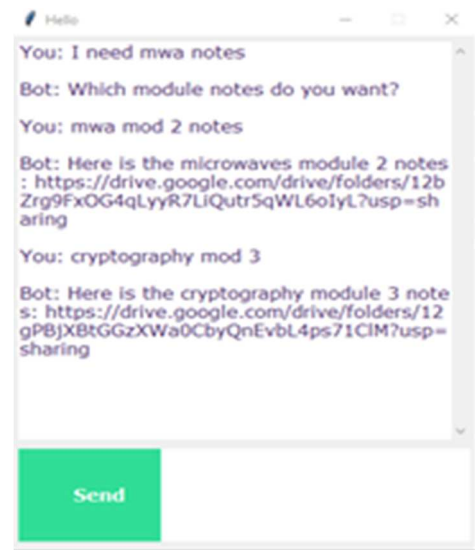 Hello
You: I need mwa notes
Bot: Which module notes do you want?
You: mwa mod 2 notes
Bot: Here is the microwaves module 2 notes
: https://drive.google.com/drive/folders/12b
Zrg9FxOG4qLyyR7LiQutr5qWL6oIyL?usp=sh
aring
You: cryptography mod 3
Bot: Here is the cryptography module 3 note
s: https://drive.google.com/drive/folders/12
gPBJXBtGGzXWa0CbyQnEvbL4ps71ClM?usp=
sharing
Send